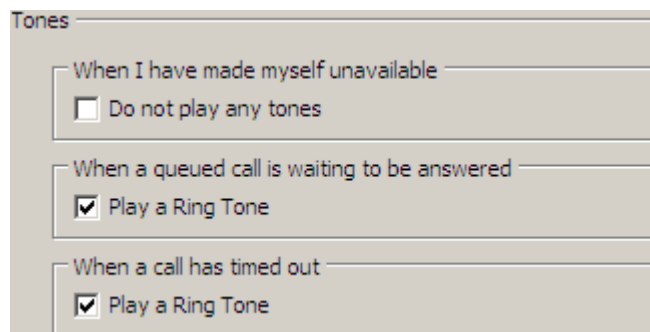 Tones
When I have made myself unavailable
Do not play any tones
When a queued call is waiting to be answered
Play a Ring Tone
When a call has timed out
Play a Ring Tone